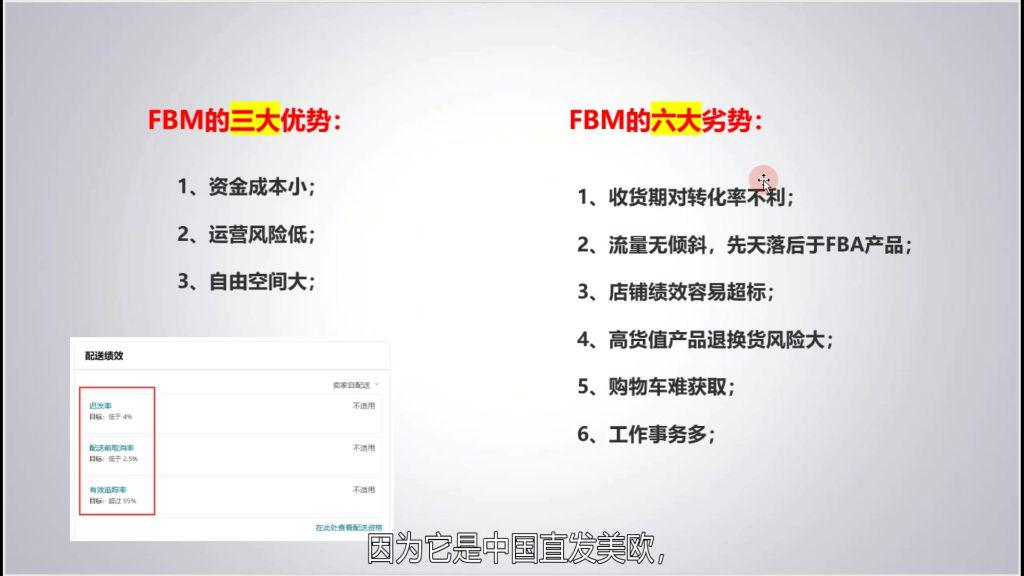 FBM的三大优势：
1、资金成本小；
2、运营风险低；
3、自由空间大；
FBM的六大劣势：
1、收货期对转化率不利；
2、流量无倾斜，先天落后于FBA产品；
3、店铺绩效容易超标；
4、高货值产品退换货风险大；
5、购物车难获取；
6、工作事务多；
配送绩效
卖家自配送
迟发率
不适用
目标：低于 4%
配送前取消率
不适用
目标：低于 2.5%
有效追踪率
不适用
目标：超过 95%
在此处查看配送资格
因为它是中国直发美欧，